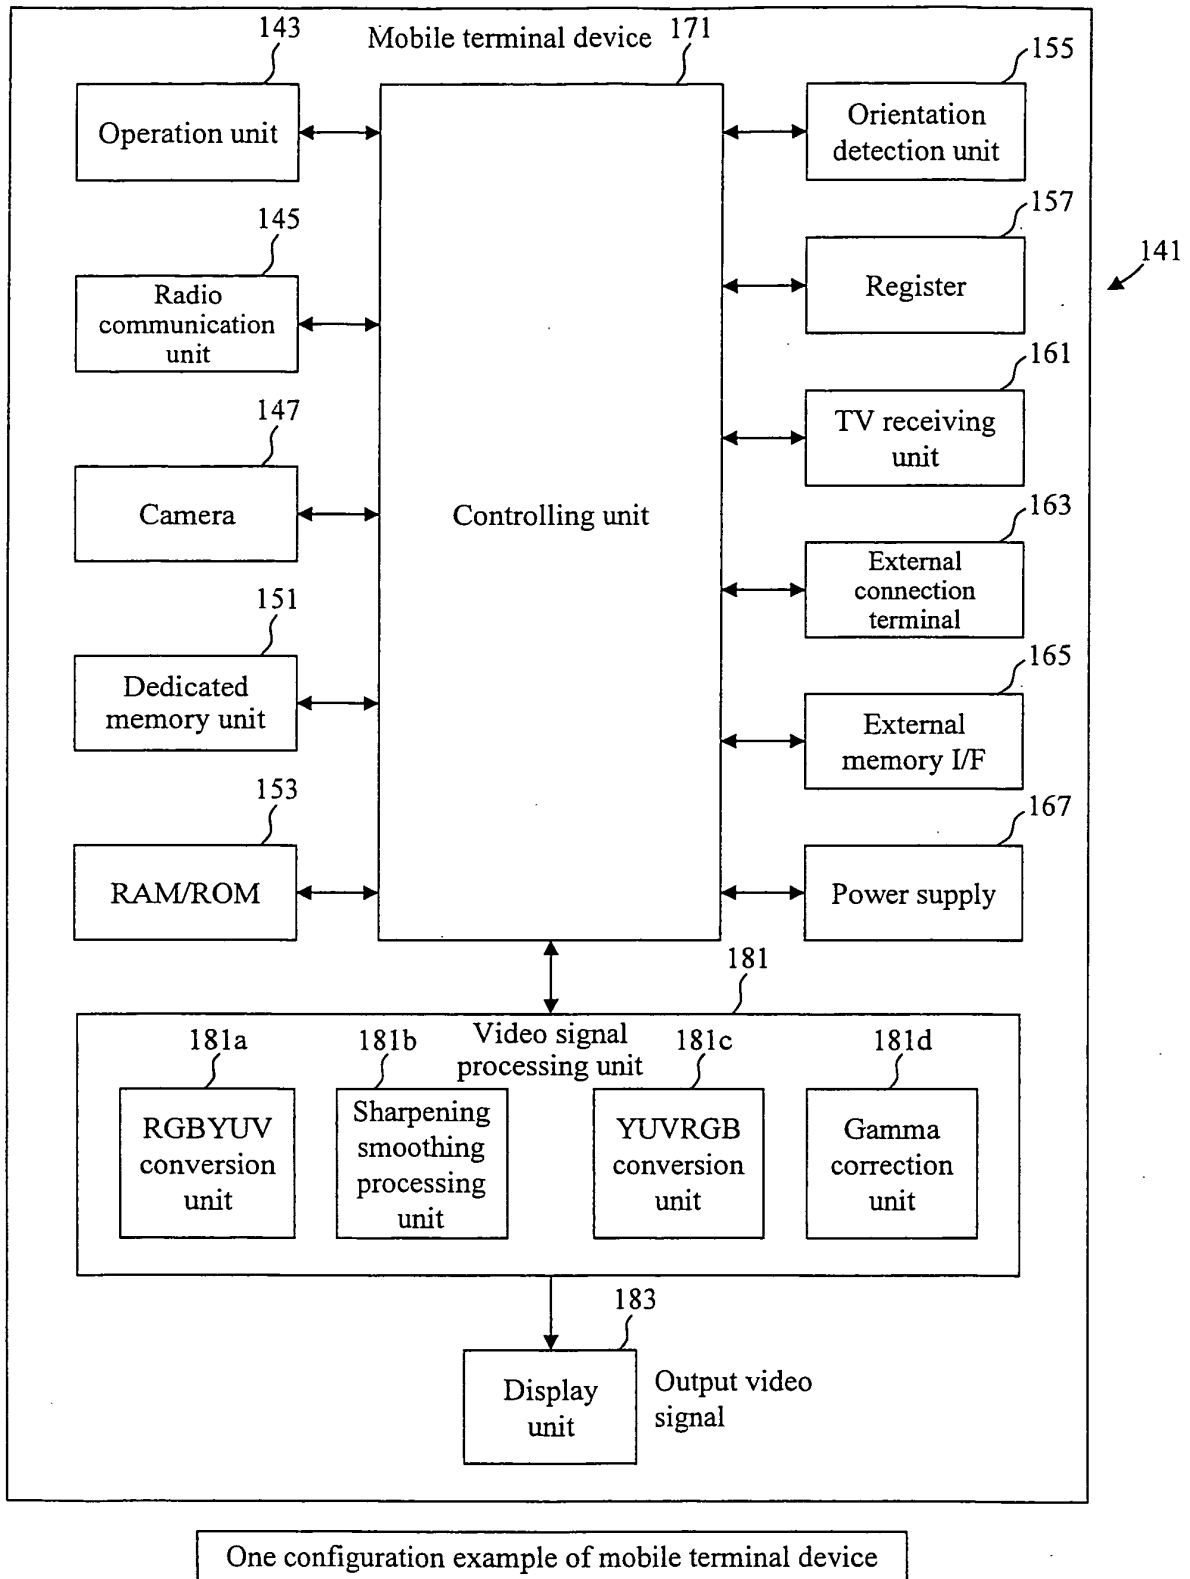 Mobile terminal device
143
171
155
Operation unit
Orientation
detection unit
145
157
141
Radio
communication
unit
Register
147
161
Camera
TV receiving
unit
Controlling unit
163
External
connection
terminal
151
165
Dedicated
memory unit
External
memory I/F
153
167
RAM/ROM
Power supply
181
Video signal
processing unit
181a
181b
181c
181d
RGBYUV
conversion
unit
Sharpening
smoothing
processing
unit
YUVRGB
conversion
unit
Gamma
correction
unit
183
Display
unit
Output video
signal
One configuration example of mobile terminal device